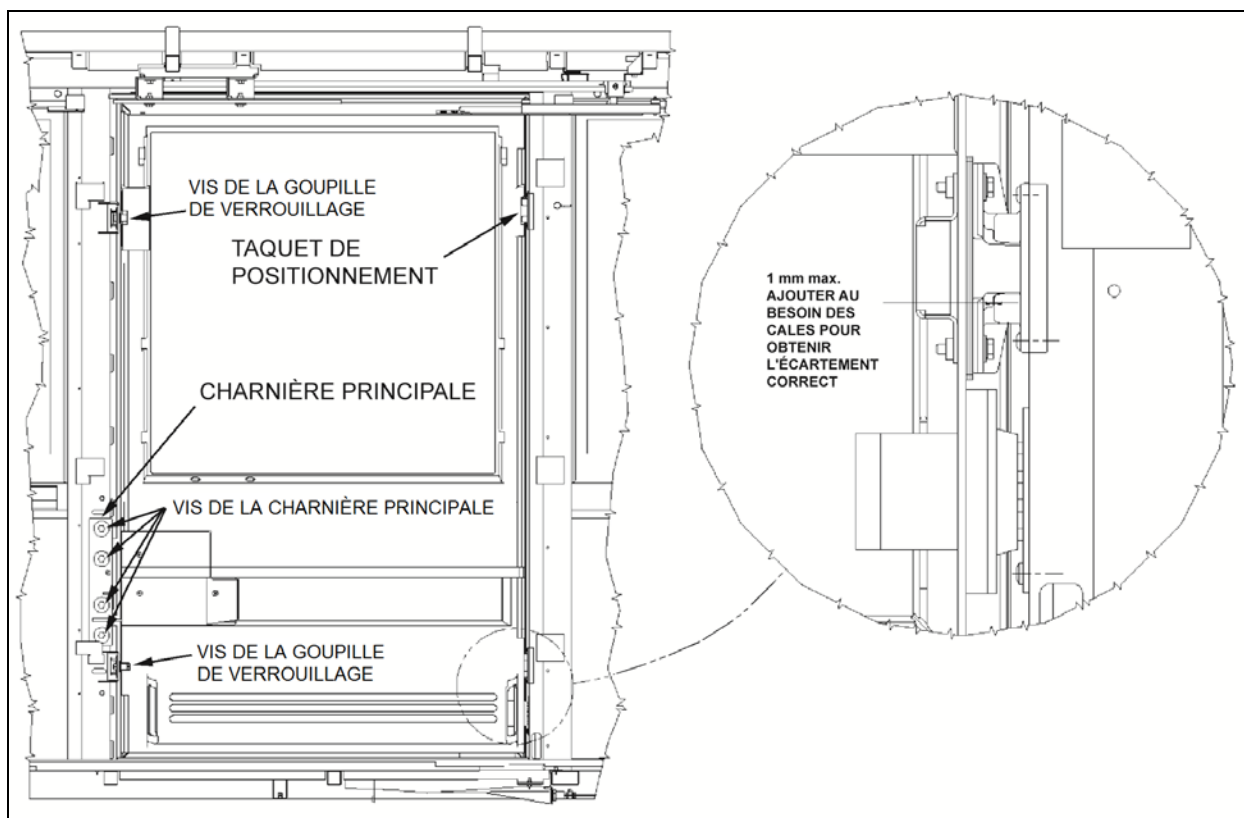 VIS DE LA GOUPILLE
DE VERROUILLAGE
TAQUET DE
POSITIONNEMENT
1 mm max.
AJOUTER AU
BESOIN DES
CALES POUR
OBTENIR
L'ÉCARTEMENT
CORRECT
CHARNIÈRE PRINCIPALE
VIS DE LA CHARNIÈRE PRINCIPALE
VIS DE LA GOUPILLE
DE VERROUILLAGE